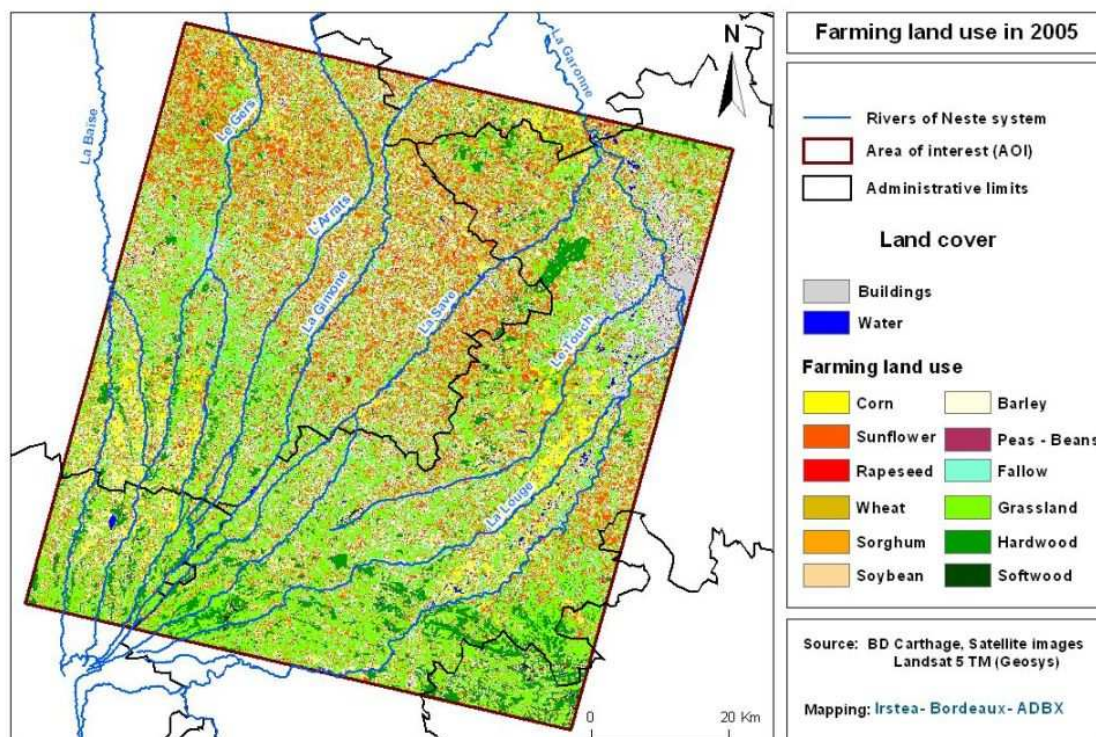 La Garonne
N
La Baïse
Le Gers
L'Arrats
La Gimone
La Save
Le Touch
La Louge
0 20 Km
Farming land use in 2005
Rivers of Neste system
Area of interest (AOI)
Administrative limits
Land cover
Buildings
Water
Farming land use
Corn
Barley
Sunflower
Peas - Beans
Rapeseed
Fallow
Wheat
Grassland
Sorghum
Hardwood
Soybean
Softwood
Source: BD Carthage, Satellite images
Landsat 5 TM (Geosys)
Mapping: Irstea- Bordeaux- ADBX